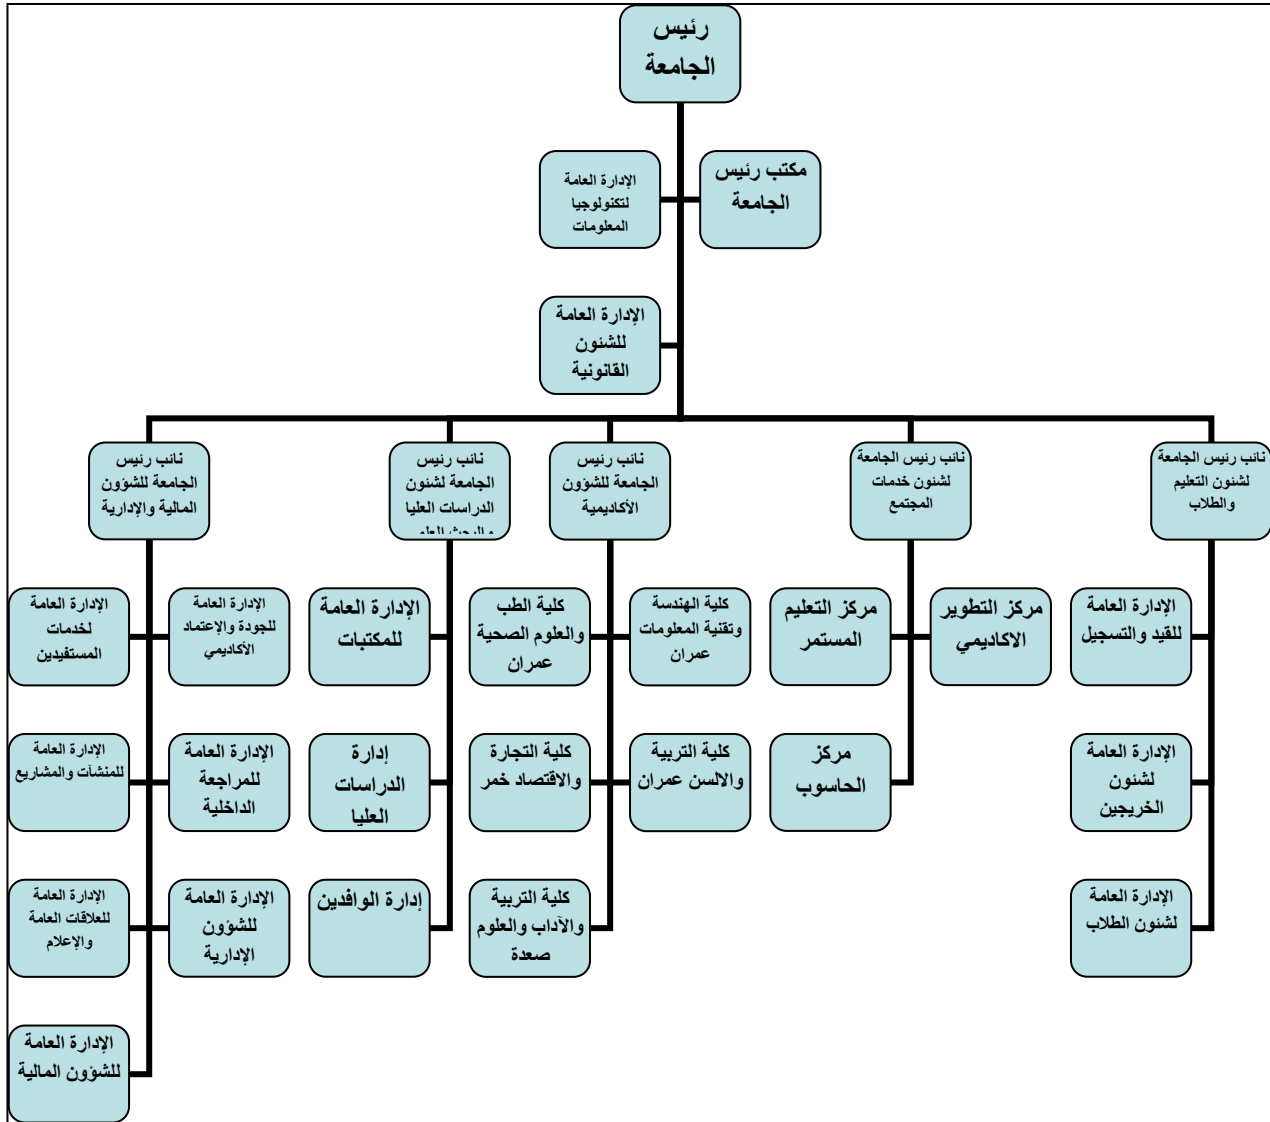 رئيس
الجامعة
مكتب رئيس
الجامعة
الإدارة العامة
لتكنولوجيا
المعلومات
الإدارة العامة
للشئون
القانونية
نائب رئيس الجامعة
لشئون التعليم
والطلاب
نائب رئيس الجامعة
لشئون خدمات
المجتمع
نائب رئيس
الجامعة للشؤون
الأكاديمية
نائب رئيس
الجامعة لشئون
الدراسات العليا
والبحث
نائب رئيس
الجامعة للشؤون
المالية والإدارية
الإدارة العامة
للقيد والتسجيل
مركز التطوير
الاكاديمي
مركز التعليم
المستمر
كلية الهندسة
وتقنية المعلومات
عمران
كلية الطب
والعلوم الصحية
عمران
الإدارة العامة
للمكتبات
الإدارة العامة
للجودة والإعتماد
الأكاديمي
الإدارة العامة
لخدمات
المستفيدين
الإدارة العامة
لشئون
الخريجين
مركز
الحاسوب
كلية التربية
والالسن عمران
كلية التجارة
والاقتصاد خمر
إدارة
الدراسات
العليا
الإدارة العامة
للمراجعة
الداخلية
الإدارة العامة
للمنشآت والمشاريع
الإدارة العامة
لشئون الطلاب
كلية التربية
والآداب والعلوم
صعدة
إدارة الوافدين
الإدارة العامة
للشؤون
الإدارية
الإدارة العامة
للعلاقات العامة
والإعلام
الإدارة العامة
للشؤون المالية